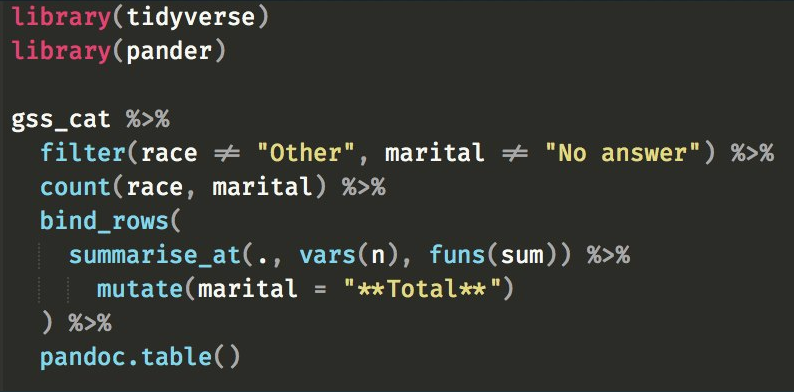 library(tidyverse)
library(pander)
gss_cat %>%
filter(race != "Other", marital != "No answer") %>%
count(race, marital) %>%
bind_rows(
summarise_at(., vars(n), funs(sum)) %>%
mutate(marital = "**Total**")
) %>%
pandoc.table()